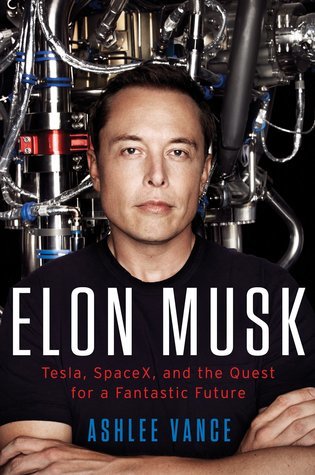 ELON MUSK
Tesla, SpaceX, and the Quest
for a Fantastic Future
ASHLEE VANCE